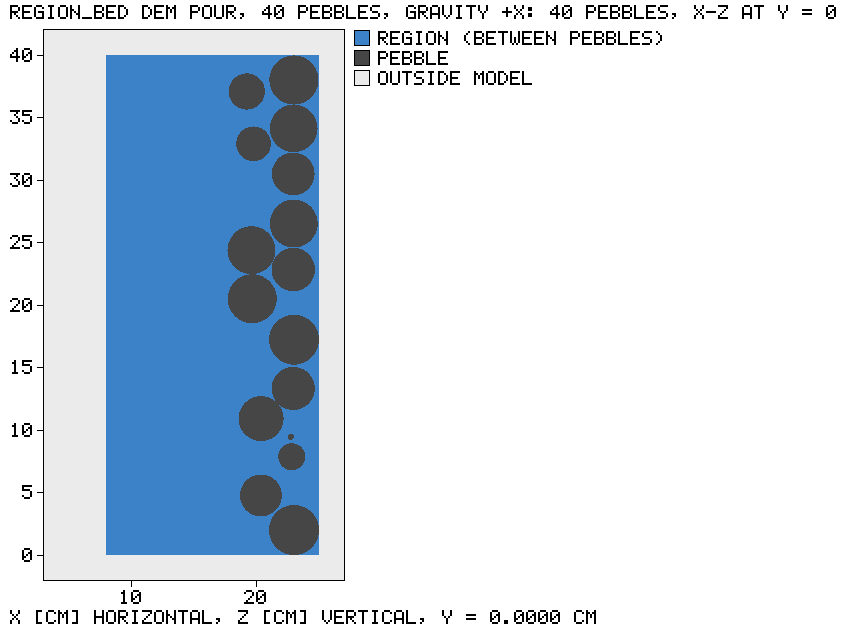 REGION_BED DEM POUR, 40 PEBBLES, GRAVITY +X: 40 PEBBLES, X-Z AT Y = 0
REGION (BETWEEN PEBBLES)
PEBBLE
OUTSIDE MODEL
40
35
30
25
20
15
10
5
0
10 20
X [CM] HORIZONTAL, Z [CM] VERTICAL, Y = 0.0000 CM